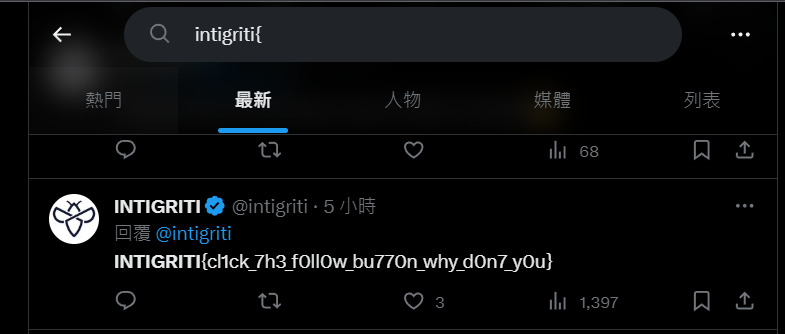 intigriti{
熱門 最新 人物 媒體 列表
68
INTIGRITI @intigriti · 5 小時
回覆 @intigriti
INTIGRITI{cl1ck_7h3_f0ll0w_bu770n_why_d0n7_y0u}
3 1,397